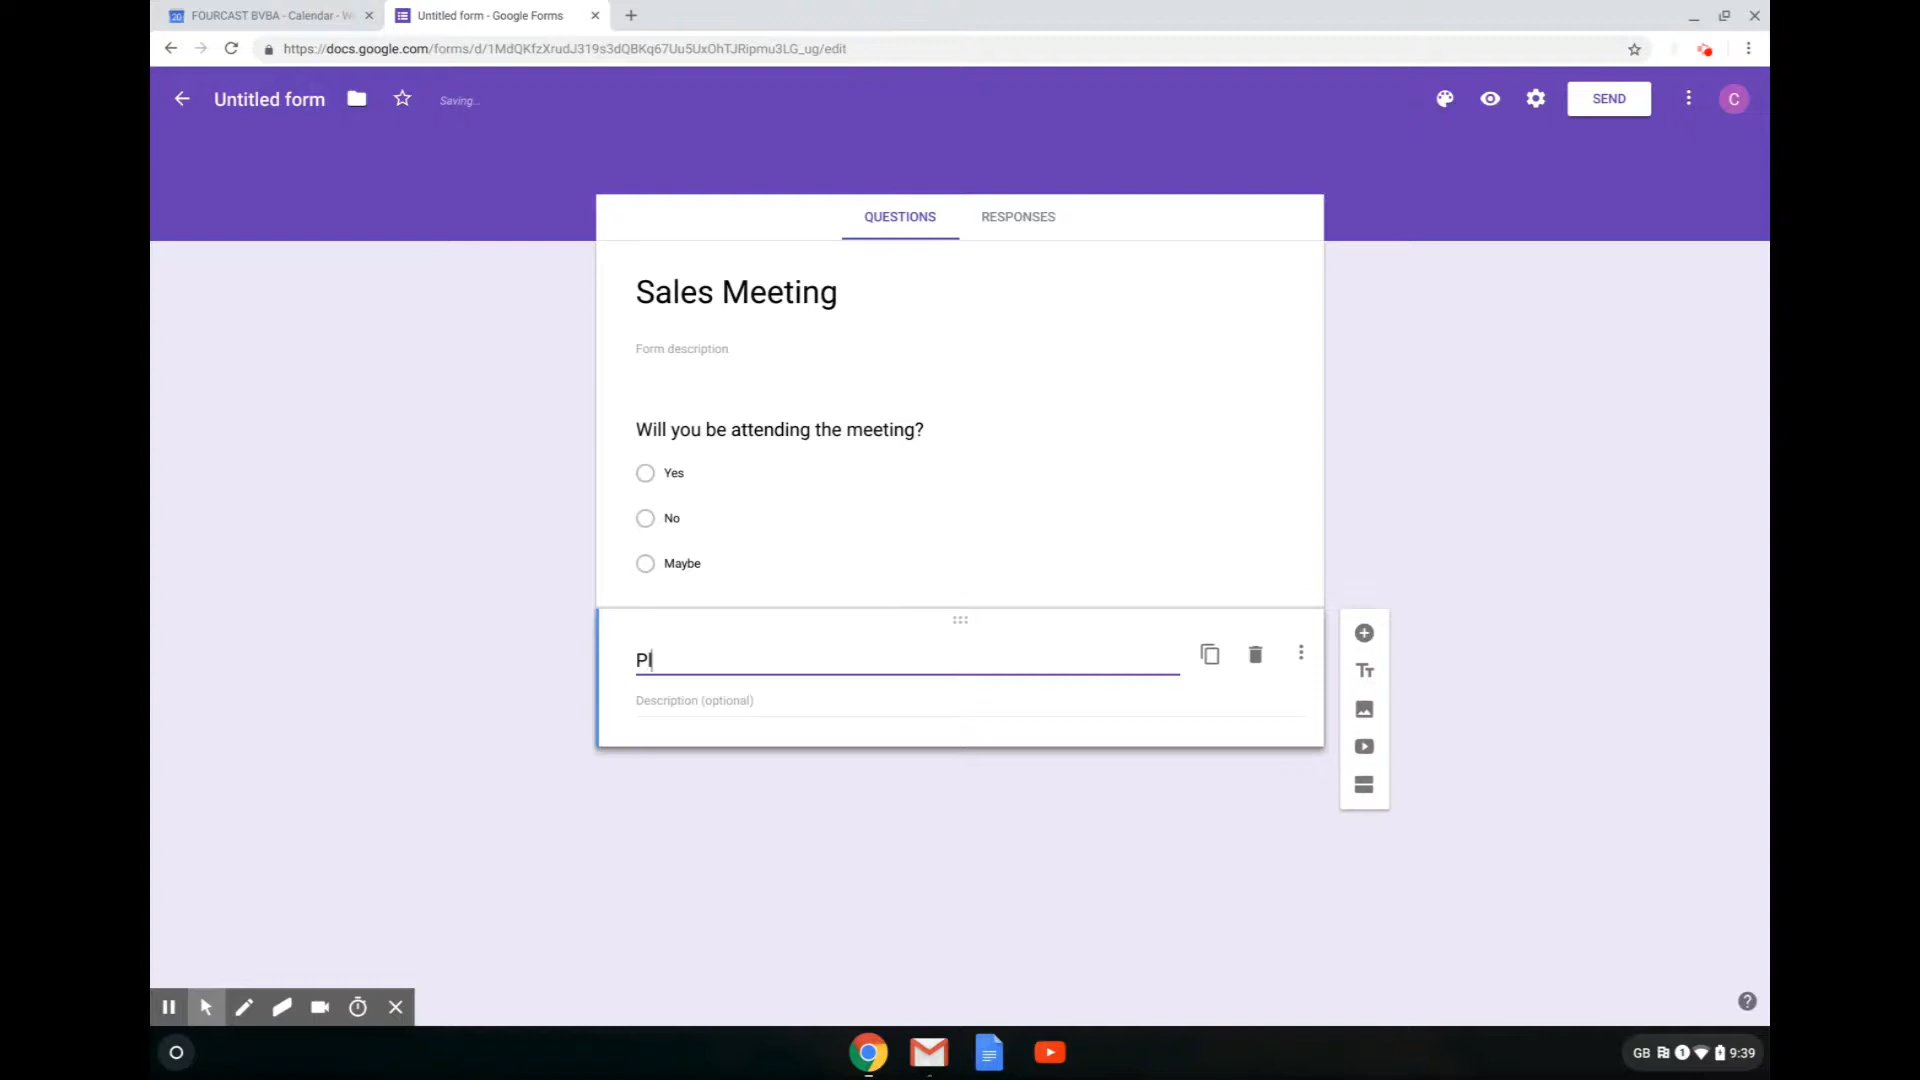 FOURCAST BVBA - Calendar - W
Untitled form - Google Forms
https://docs.google.com/forms/d/1MdQKfzXrudJ319s3dQBKq67Uu5UxOhTJRipmu3LG_ug/edit
Untitled form
Saving...
SEND
C
QUESTIONS
RESPONSES
Sales Meeting
Form description
Will you be attending the meeting?
Yes
No
Maybe
Pl
Description (optional)
GB
1
9:39